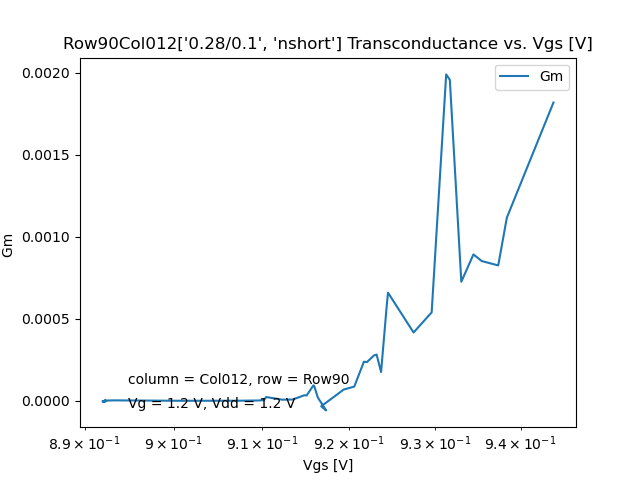 Row90Col012['0.28/0.1', 'nshort'] Transconductance vs. Vgs [V]
Gm
0.0020
0.0015
0.0010
0.0005
0.0000
Gm
column = Col012, row = Row90
Vg = 1.2 V, Vdd = 1.2 V
8.9 × 10⁻¹ 9 × 10⁻¹ 9.1 × 10⁻¹ 9.2 × 10⁻¹ 9.3 × 10⁻¹ 9.4 × 10⁻¹
Vgs [V]